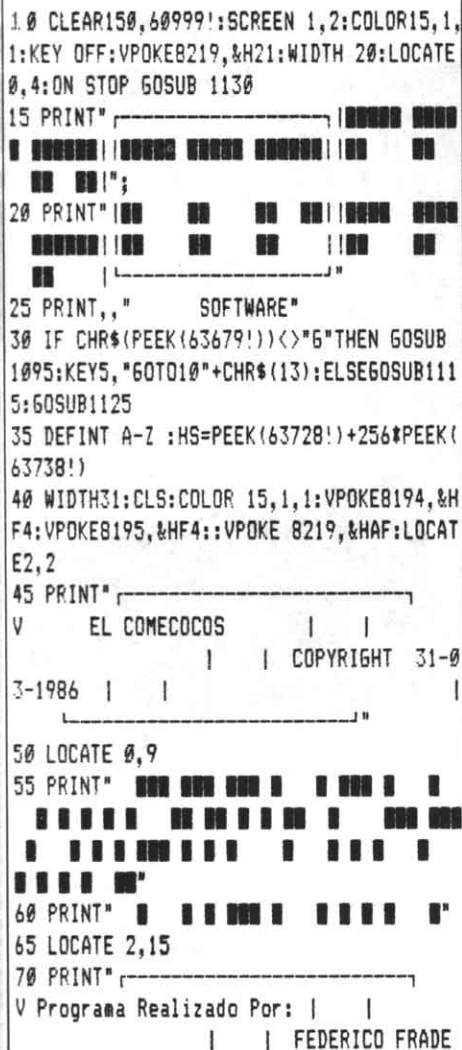 10 CLEAR150,60999!:SCREEN 1,2:COLOR15,1,
1:KEY OFF:VPOKE8219,&H21:WIDTH 20:LOCATE
0,4:ON STOP GOSUB 1130
15 PRINT"┌---------------┐|█████ ████
█ ██████||█████ █████ ██████||██    ██
  ██  ██|";
20 PRINT"|██    ██   ██  ██||████  ████
  ██████||██    ██   ██    ||██    ██
  ██    |└---------------┘"
25 PRINT,,"     SOFTWARE"
30 IF CHR$(PEEK(63679!))<>"G"THEN GOSUB
1095:KEY5,"GOTO10"+CHR$(13):ELSEGOSUB111
5:GOSUB1125
35 DEFINT A-Z :HS=PEEK(63728!)+256*PEEK(
63738!)
40 WIDTH31:CLS:COLOR 15,1,1:VPOKE8194,&H
F4:VPOKE8195,&HF4::VPOKE 8219,&HAF:LOCAT
E2,2
45 PRINT"┌-------------------------┐
V     EL COMECOCOS        |    |
                 |    | COPYRIGHT  31-0
3-1986  |    |                         |
    └-------------------------┘"
50 LOCATE 0,9
55 PRINT"  ███ ███ ███ █   █ ███ █   █
  █ █ █ █ █   ██ ██ █ █ ██  █    ███ ███
 █   █ █ █ ███ █ █ █    █   █ █ █   █
█ █ █ █  ██"
60 PRINT"  █   █ █ ███ █   █ █ █ █   █"
65 LOCATE 2,15
70 PRINT"┌-------------------------┐
V Programa Realizado Por: |    |
                 |    |  FEDERICO FRADE